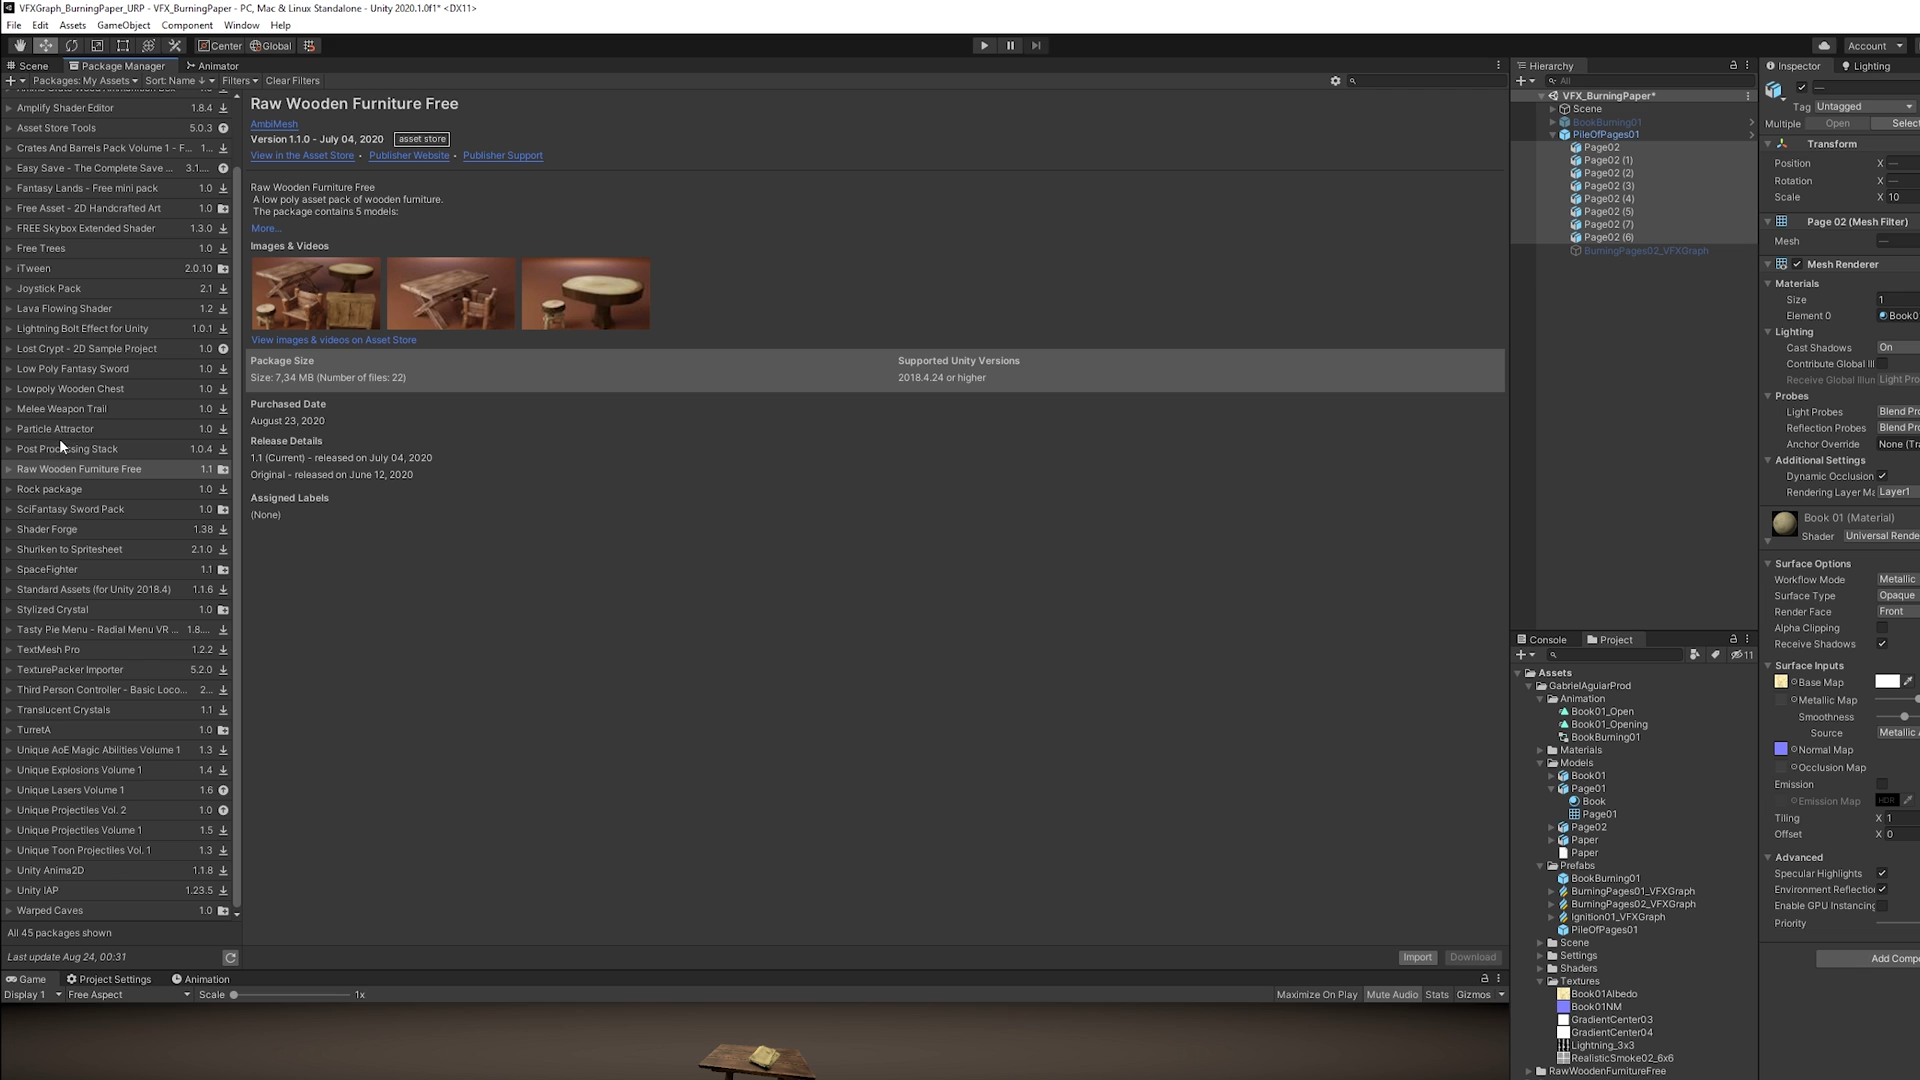 VFXGraph_BurningPaper_URP - VFX_BurningPaper - PC, Mac & Linux Standalone - Unity 2020.1.0f1* <DX11>
File Edit Assets GameObject Component Window Help
Center Global
Account
Scene Package Manager Animator
Packages: My Assets Sort: Name ↓ Filters Clear Filters
Amplify Shader Editor 1.8.4
Asset Store Tools 5.0.3
Crates And Barrels Pack Volume 1 - F... 1...
Easy Save - The Complete Save ... 3.1....
Fantasy Lands - Free mini pack 1.0
Free Asset - 2D Handcrafted Art 1.0
FREE Skybox Extended Shader 1.3.0
Free Trees 1.0
iTween 2.0.10
Joystick Pack 2.1
Lava Flowing Shader 1.2
Lightning Bolt Effect for Unity 1.0.1
Lost Crypt - 2D Sample Project 1.0
Low Poly Fantasy Sword 1.0
Lowpoly Wooden Chest 1.0
Melee Weapon Trail 1.0
Particle Attractor 1.0
Post Processing Stack 1.0.4
Raw Wooden Furniture Free 1.1
Rock package 1.0
SciFantasy Sword Pack 1.0
Shader Forge 1.38
Shuriken to Spritesheet 2.1.0
SpaceFighter 1.1
Standard Assets (for Unity 2018.4) 1.1.6
Stylized Crystal 1.0
Tasty Pie Menu - Radial Menu VR ... 1.8....
TextMesh Pro 1.2.2
TexturePacker Importer 5.2.0
Third Person Controller - Basic Loco... 2...
Translucent Crystals 1.1
TurretA 1.0
Unique AoE Magic Abilities Volume 1 1.3
Unique Explosions Volume 1 1.4
Unique Lasers Volume 1 1.6
Unique Projectiles Vol. 2 1.0
Unique Projectiles Volume 1 1.5
Unique Toon Projectiles Vol. 1 1.3
Unity Anima2D 1.1.8
Unity IAP 1.23.5
Warped Caves 1.0
All 45 packages shown
Last update Aug 24, 00:31
Raw Wooden Furniture Free
AmbiMesh
Version 1.1.0 - July 04, 2020 asset store
View in the Asset Store • Publisher Website • Publisher Support
Raw Wooden Furniture Free
A low poly asset pack of wooden furniture.
The package contains 5 models:
More...
Images & Videos
View images & videos on Asset Store
Package Size Supported Unity Versions
Size: 7,34 MB (Number of files: 22) 2018.4.24 or higher
Purchased Date
August 23, 2020
Release Details
1.1 (Current) - released on July 04, 2020
Original - released on June 12, 2020
Assigned Labels
(None)
Import Download
Game Project Settings Animation
Display 1 Free Aspect Scale 1x Maximize On Play Mute Audio Stats Gizmos
Hierarchy
All
VFX_BurningPaper*
Scene
BookBurning01
PileOfPages01
Page02
Page02 (1)
Page02 (2)
Page02 (3)
Page02 (4)
Page02 (5)
Page02 (7)
Page02 (6)
BurningPages02_VFXGraph
Console Project
11
Assets
GabrielAguiarProd
Animation
Book01_Open
Book01_Opening
BookBurning01
Materials
Models
Book01
Page01
Book
Page01
Page02
Paper
Paper
Prefabs
BookBurning01
BurningPages01_VFXGraph
BurningPages02_VFXGraph
Ignition01_VFXGraph
PileOfPages01
Scene
Settings
Shaders
Textures
Book01Albedo
Book01NM
GradientCenter03
GradientCenter04
Lightning_3x3
RealisticSmoke02_6x6
RawWoodenFurnitureFree
Inspector Lighting
—
Tag Untagged
Multiple Open Select
Transform
Position X —
Rotation X —
Scale X 10
Page 02 (Mesh Filter)
Mesh —
Mesh Renderer
Materials
Size 1
Element 0 Book0
Lighting
Cast Shadows On
Contribute Global Ill
Receive Global Illun Light Pro
Probes
Light Probes Blend Pro
Reflection Probes Blend Pro
Anchor Override None (Tra
Additional Settings
Dynamic Occlusion
Rendering Layer Ma Layer1
Book 01 (Material)
Shader Universal Rende
Surface Options
Workflow Mode Metallic
Surface Type Opaque
Render Face Front
Alpha Clipping
Receive Shadows
Surface Inputs
Base Map
Metallic Map
Smoothness
Source Metallic A
Normal Map
Occlusion Map
Emission
Emission Map HDR
Tiling X 1
Offset X 0
Advanced
Specular Highlights
Environment Reflectio
Enable GPU Instancing
Priority
Add Compo